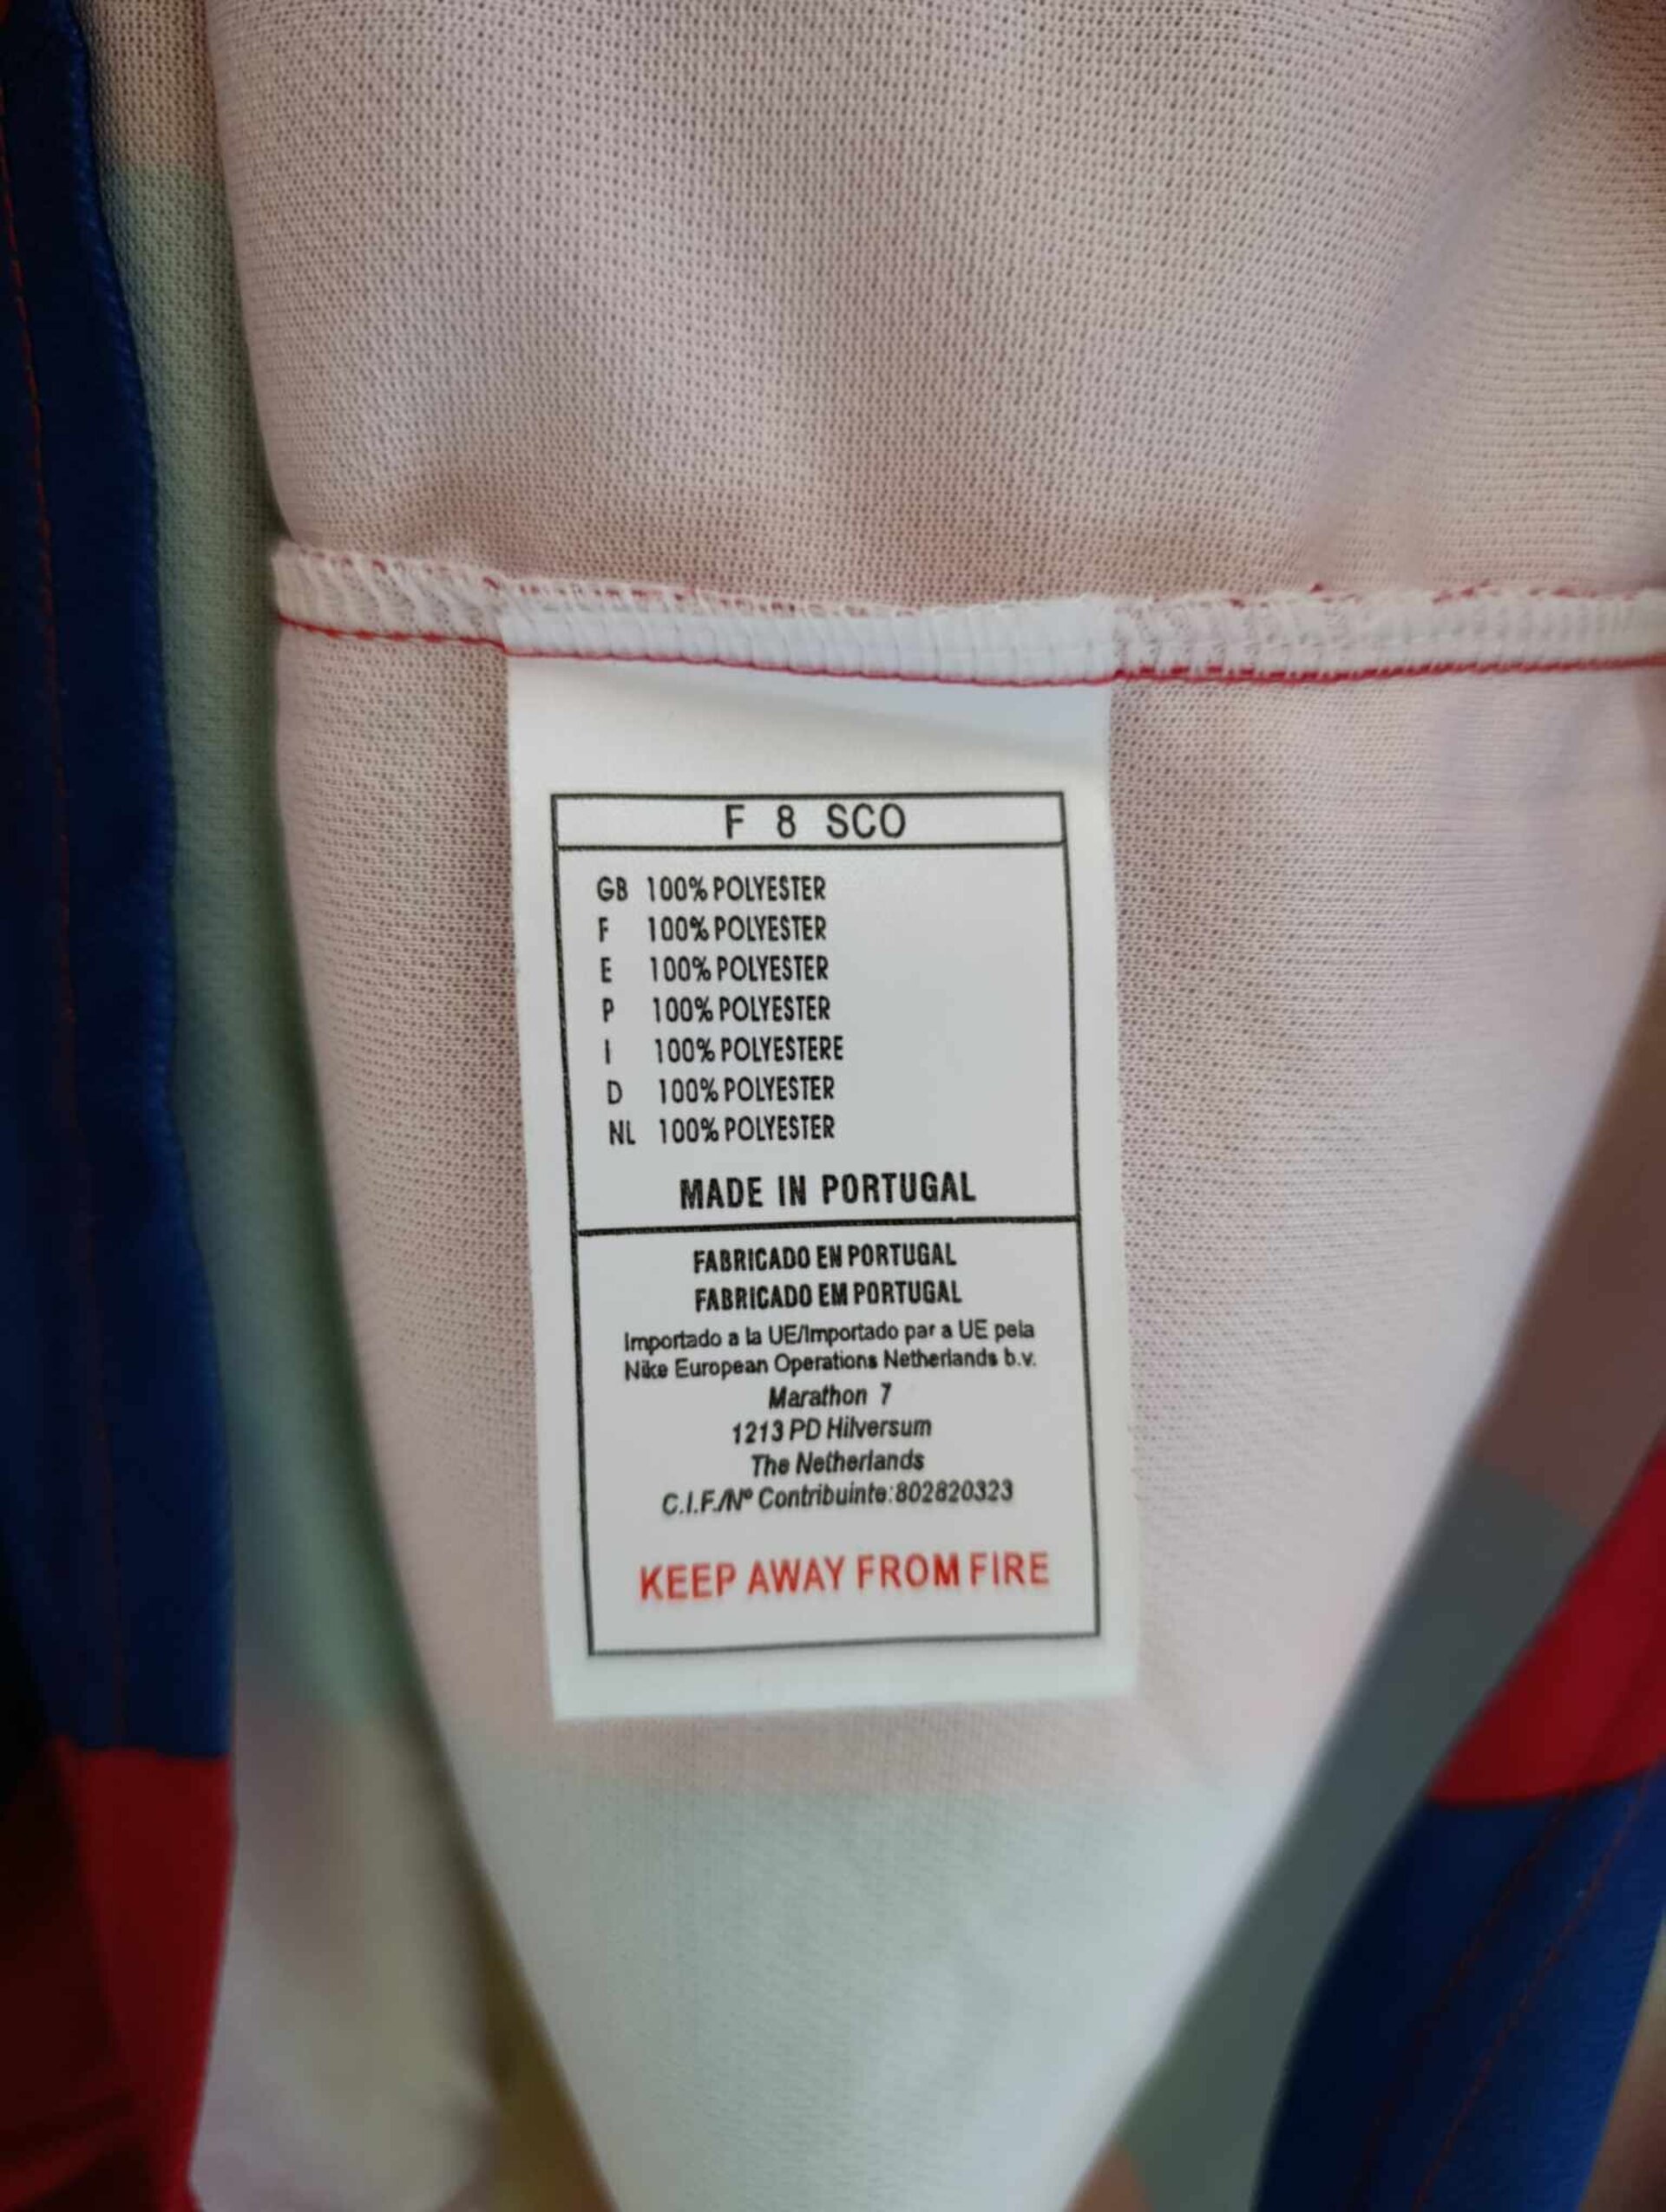 F 8 SCO
GB 100% POLYESTER
F 100% POLYESTER
E 100% POLYESTER
P 100% POLYESTER
I 100% POLYESTERE
D 100% POLYESTER
NL 100% POLYESTER
MADE IN PORTUGAL
FABRICADO EN PORTUGAL
FABRICADO EM PORTUGAL
Importado a la UE/Importado par a UE pela
Nike European Operations Netherlands b.v.
Marathon 7
1213 PD Hilversum
The Netherlands
C.I.F./Nº Contribuinte:802820323
KEEP AWAY FROM FIRE